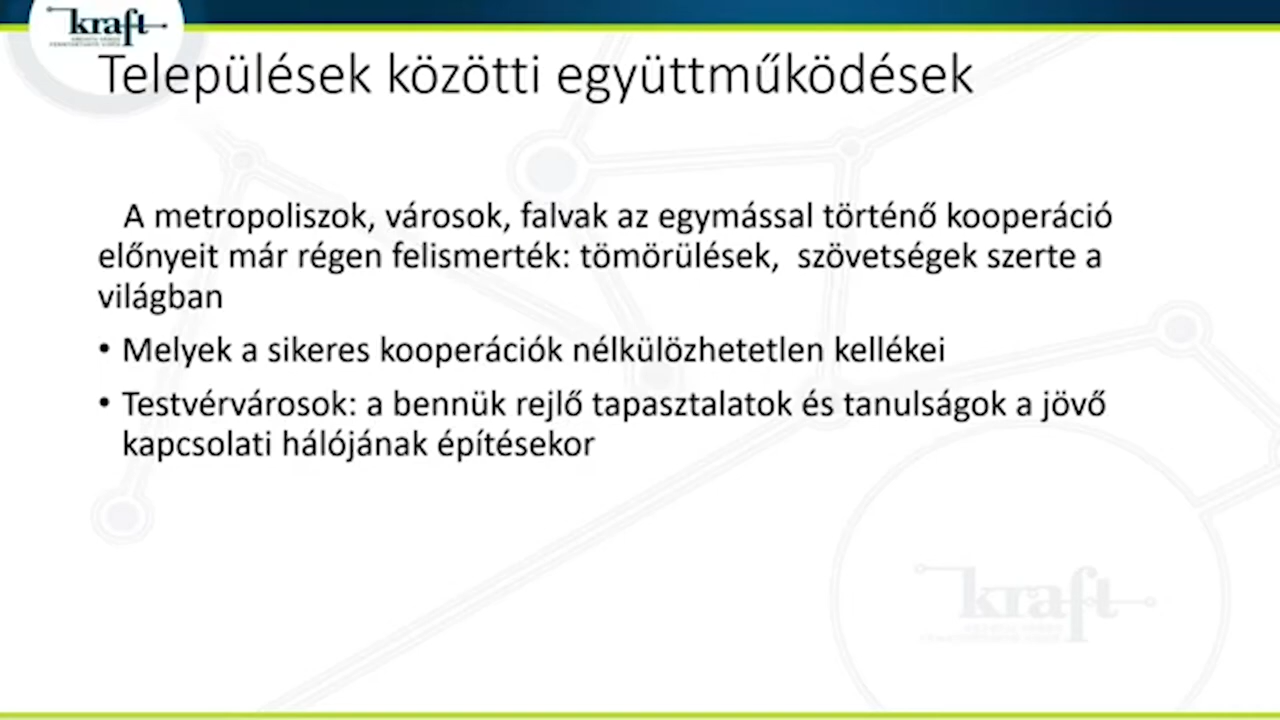 kraft
Települések közötti együttműködések
A metropoliszok, városok, falvak az egymással történő kooperáció
előnyeit már régen felismerték: tömörülések, szövetségek szerte a
világban
• Melyek a sikeres kooperációk nélkülözhetetlen kellékei
• Testvérvárosok: a bennük rejlő tapasztalatok és tanulságok a jövő
kapcsolati hálójának építésekor
kraft